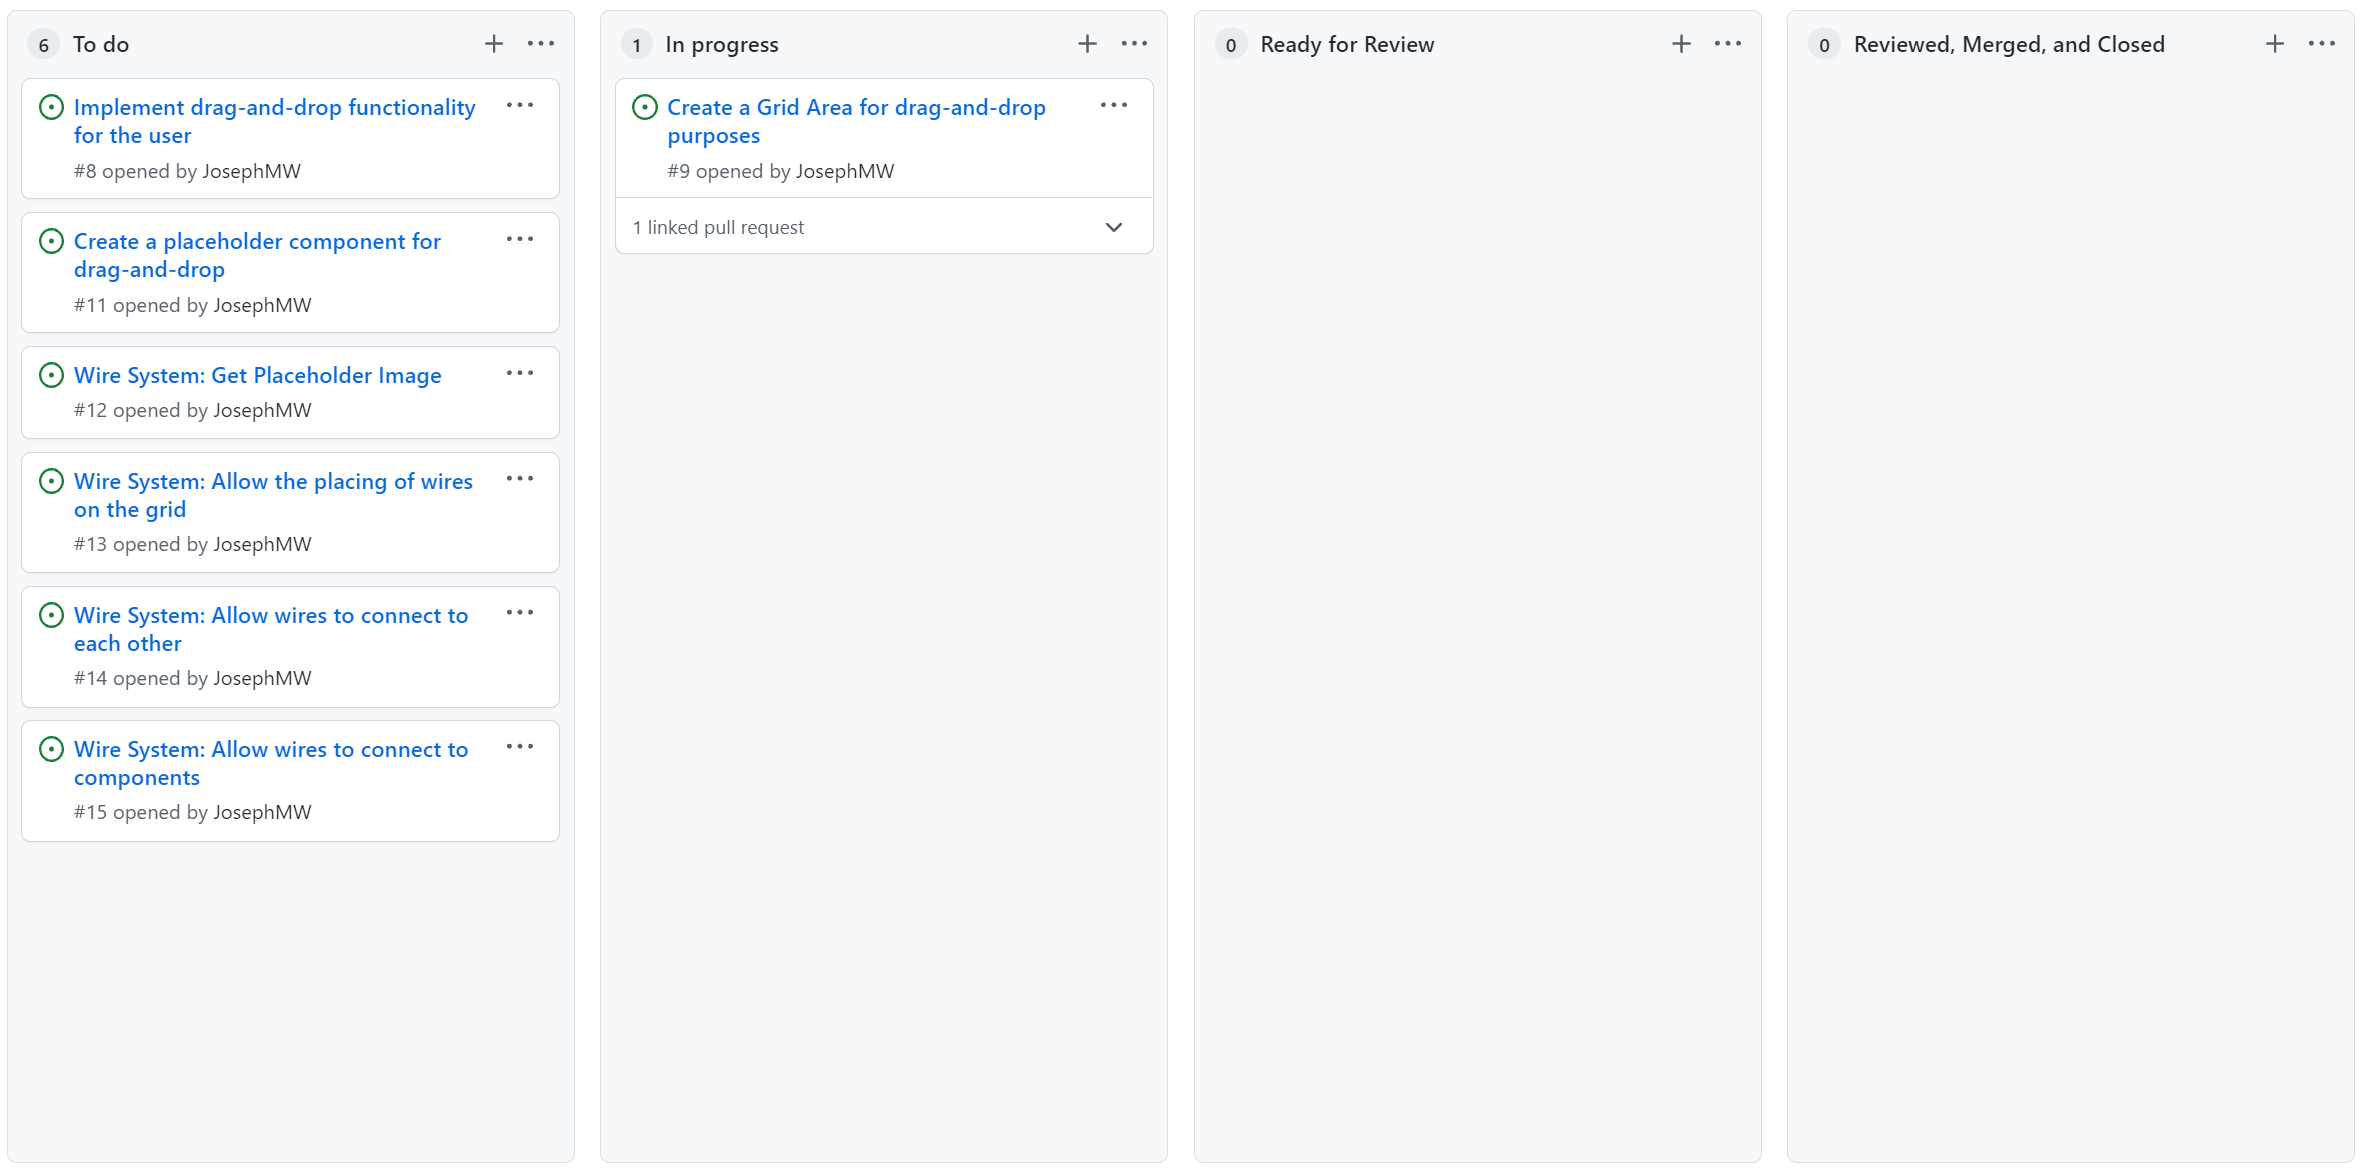 6 To do
Implement drag-and-drop functionality
for the user
#8 opened by JosephMW
Create a placeholder component for
drag-and-drop
#11 opened by JosephMW
Wire System: Get Placeholder Image
#12 opened by JosephMW
Wire System: Allow the placing of wires
on the grid
#13 opened by JosephMW
Wire System: Allow wires to connect to
each other
#14 opened by JosephMW
Wire System: Allow wires to connect to
components
#15 opened by JosephMW
1 In progress
Create a Grid Area for drag-and-drop
purposes
#9 opened by JosephMW
1 linked pull request
0 Ready for Review
0 Reviewed, Merged, and Closed